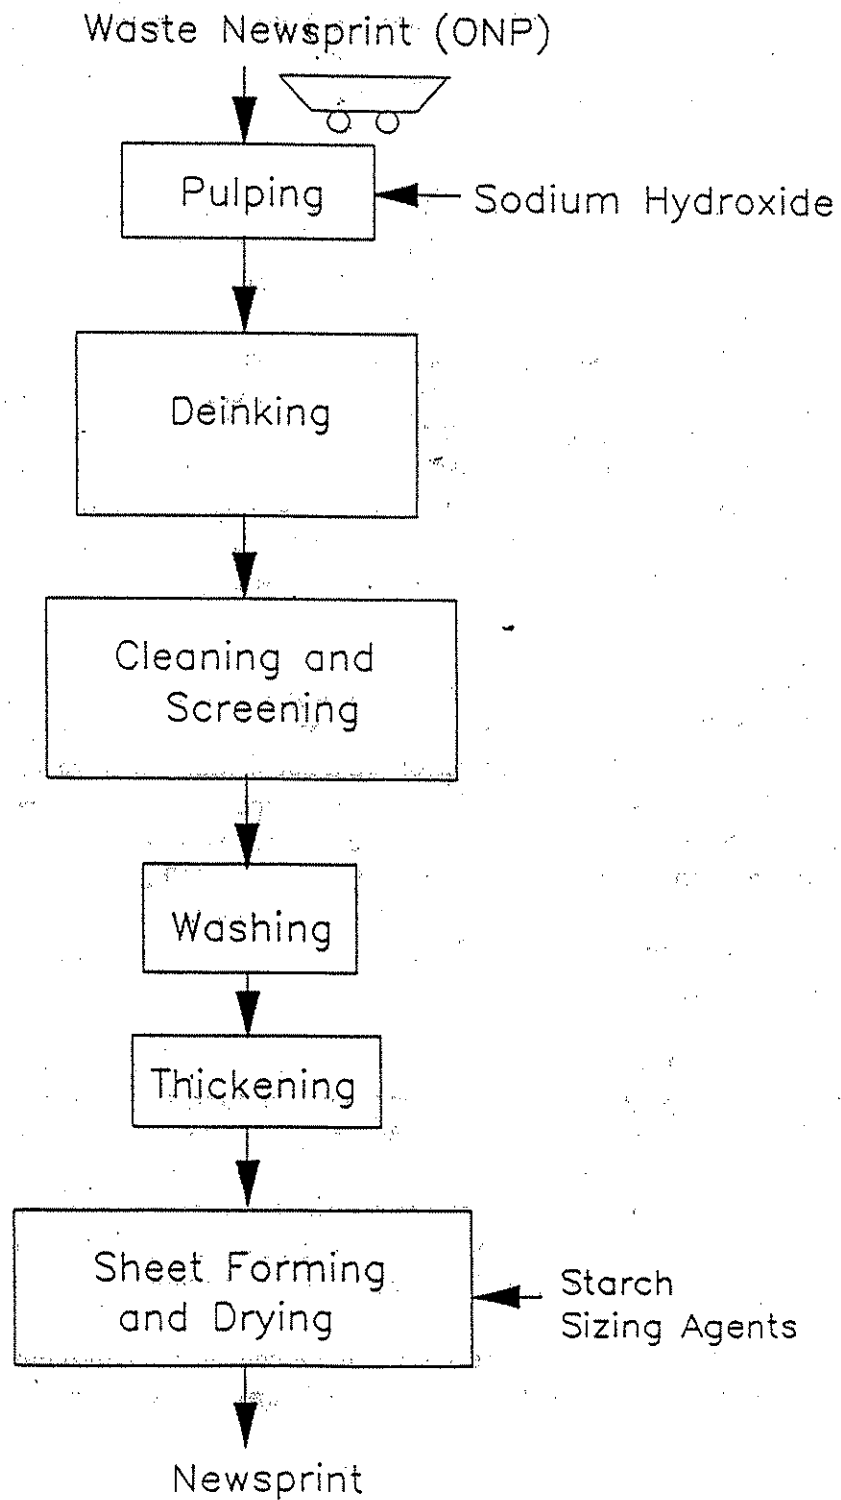 Waste Newsprint (ONP)
Pulping
Sodium Hydroxide
Deinking
Cleaning and
Screening
Washing
Thickening
Sheet Forming
and Drying
Starch
Sizing Agents
Newsprint